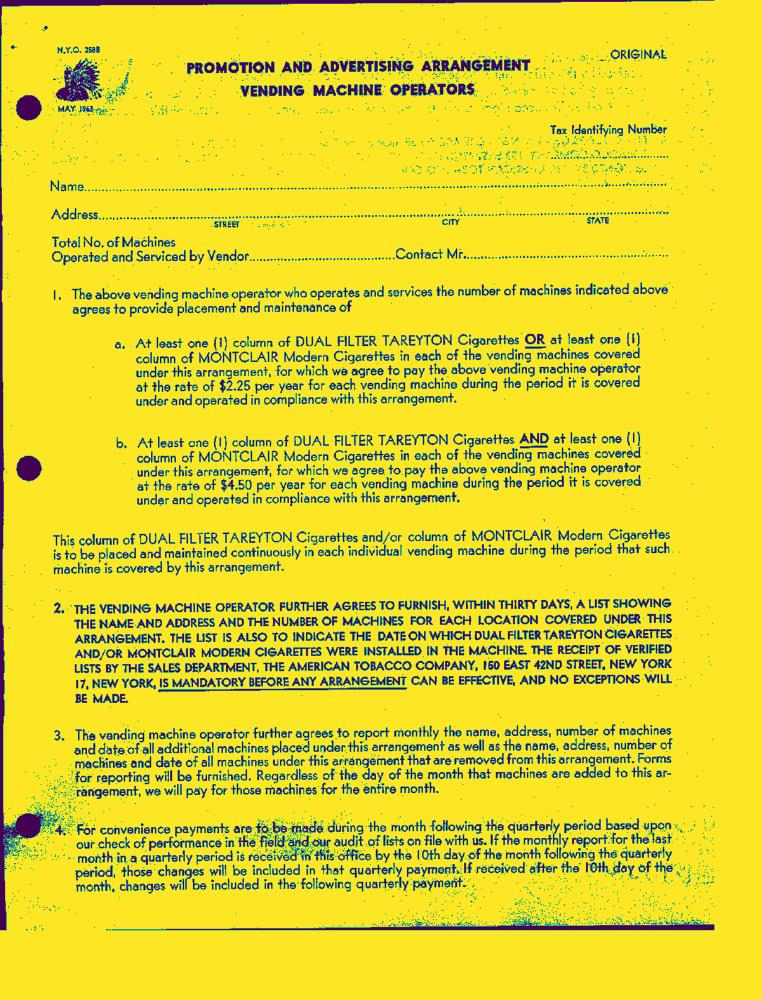 N.Y.O. 258B
ORIGINAL
PROMOTION AND ADVERTISING ARRANGEMENT
VENDING MACHINE OPERATORS
MAY 1963
Tax Identifying Number
Name
Address
STREET CITY STATE
Total No. of Machines
Operated and Serviced by Vendor Contact Mr.
1. The above vending machine operator who operates and services the number of machines indicated above
agrees to provide placement and maintenance of
a. At least one (1) column of DUAL FILTER TAREYTON Cigarettes OR at least one (1)
column of MONTCLAIR Modern Cigarettes in each of the vending machines covered
under this arrangement, for which we agree to pay the above vending machine operator
at the rate of $2.25 per year for each vending machine during the period it is covered
under and operated in compliance with this arrangement.
b. At least one (1) column of DUAL FILTER TAREYTON Cigarettes AND at least one (1)
column of MONTCLAIR Modern Cigarettes in each of the vending machines covered
under this arrangement, for which we agree to pay the above vending machine operator
at the rate of $4.50 per year for each vending machine during the period it is covered
under and operated in compliance with this arrangement.
This column of DUAL FILTER TAREYTON Cigarettes and/or column of MONTCLAIR Modern Cigarettes
is to be placed and maintained continuously in each individual vending machine during the period that such
machine is covered by this arrangement.
2. THE VENDING MACHINE OPERATOR FURTHER AGREES TO FURNISH, WITHIN THIRTY DAYS, A LIST SHOWING
THE NAME AND ADDRESS AND THE NUMBER OF MACHINES FOR EACH LOCATION COVERED UNDER THIS
ARRANGEMENT. THE LIST IS ALSO TO INDICATE THE DATE ON WHICH DUAL FILTER TAREYTON CIGARETTES
AND/OR MONTCLAIR MODERN CIGARETTES WERE INSTALLED IN THE MACHINE. THE RECEIPT OF VERIFIED
LISTS BY THE SALES DEPARTMENT, THE AMERICAN TOBACCO COMPANY, 150 EAST 42ND STREET, NEW YORK
17, NEW YORK, IS MANDATORY BEFORE ANY ARRANGEMENT CAN BE EFFECTIVE, AND NO EXCEPTIONS WILL
BE MADE.
3. The vending machine operator further agrees to report monthly the name, address, number of machines
and date of all additional machines placed under this arrangement as well as the name, address, number of
machines and date of all machines under this arrangement that are removed from this arrangement. Forms
for reporting will be furnished. Regardless of the day of the month that machines are added to this ar-
rangement, we will pay for those machines for the entire month.
4. For convenience payments are to be made during the month following the quarterly period based upon
our check of performance in the field and our audit of lists on file with us. If the monthly report for the last
month in a quarterly period is received in this office by the 10th day of the month following the quarterly
period, those changes will be included in that quarterly payment. If received after the 10th day of the
month, changes will be included in the following quarterly payment.